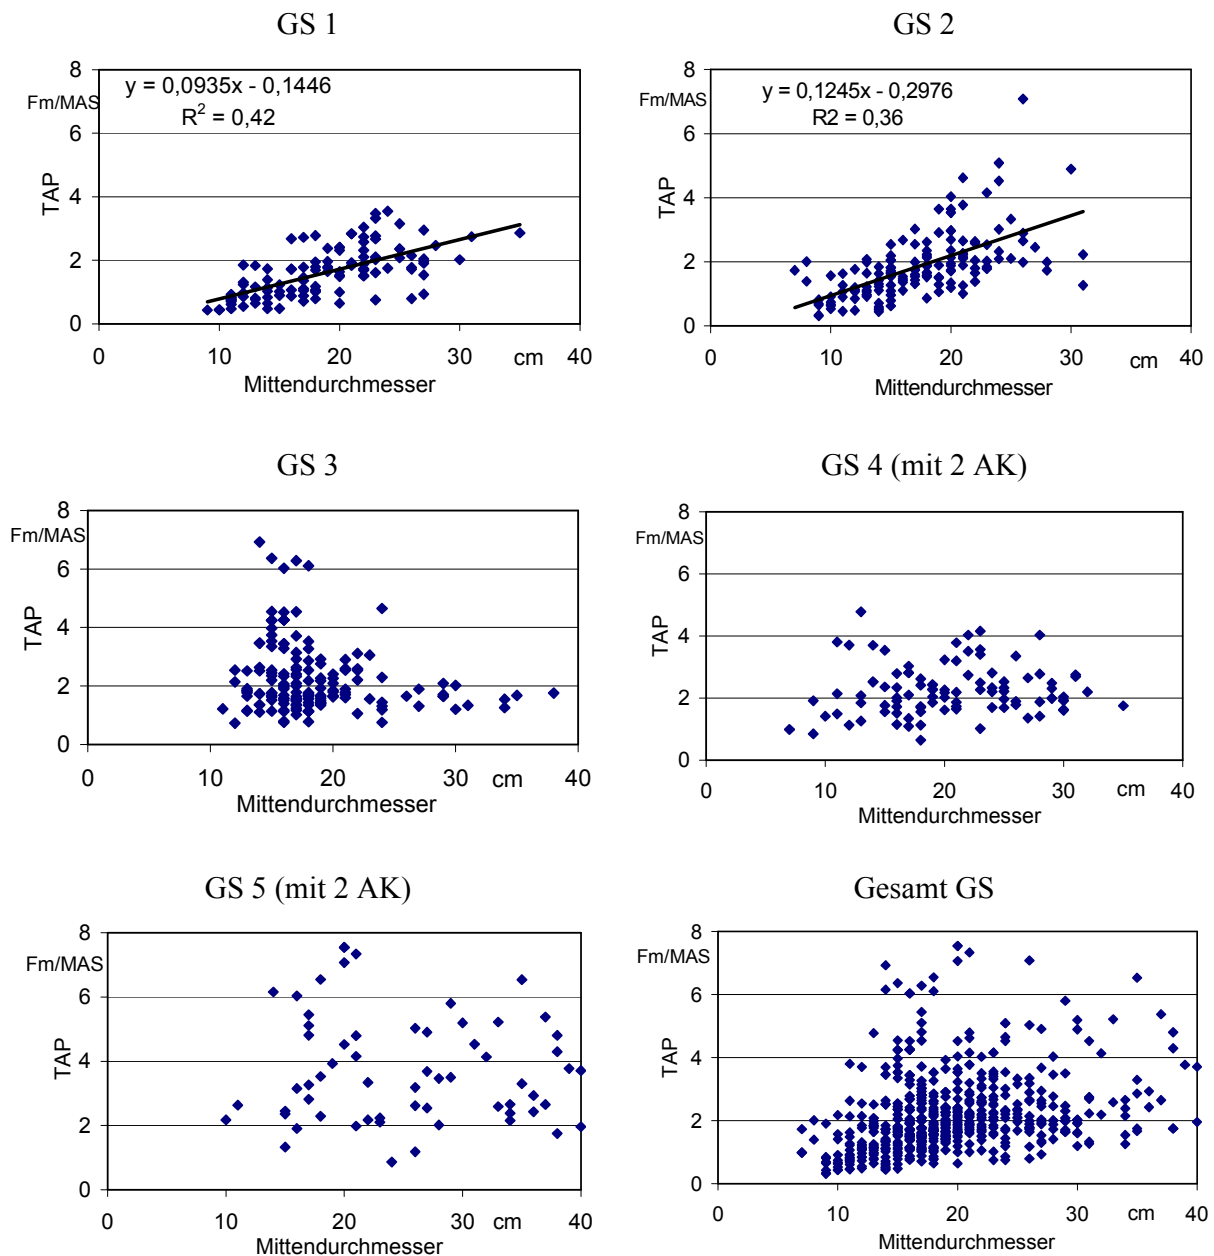 GS 1
8
6
4
2
0
Fm/MAS
TAP
y = 0,0935x - 0,1446
R² = 0,42
0 10 20 30 cm 40
Mittendurchmesser
GS 2
8
6
4
2
0
Fm/MAS
TAP
y = 0,1245x - 0,2976
R2 = 0,36
0 10 20 30 cm 40
Mittendurchmesser
GS 3
8
6
4
2
0
Fm/MAS
TAP
0 10 20 30 cm 40
Mittendurchmesser
GS 4 (mit 2 AK)
8
6
4
2
0
Fm/MAS
TAP
0 10 20 30 cm 40
Mittendurchmesser
GS 5 (mit 2 AK)
8
6
4
2
0
Fm/MAS
TAP
0 10 20 30 cm 40
Mittendurchmesser
Gesamt GS
8
6
4
2
0
Fm/MAS
TAP
0 10 20 30 cm 40
Mittendurchmesser